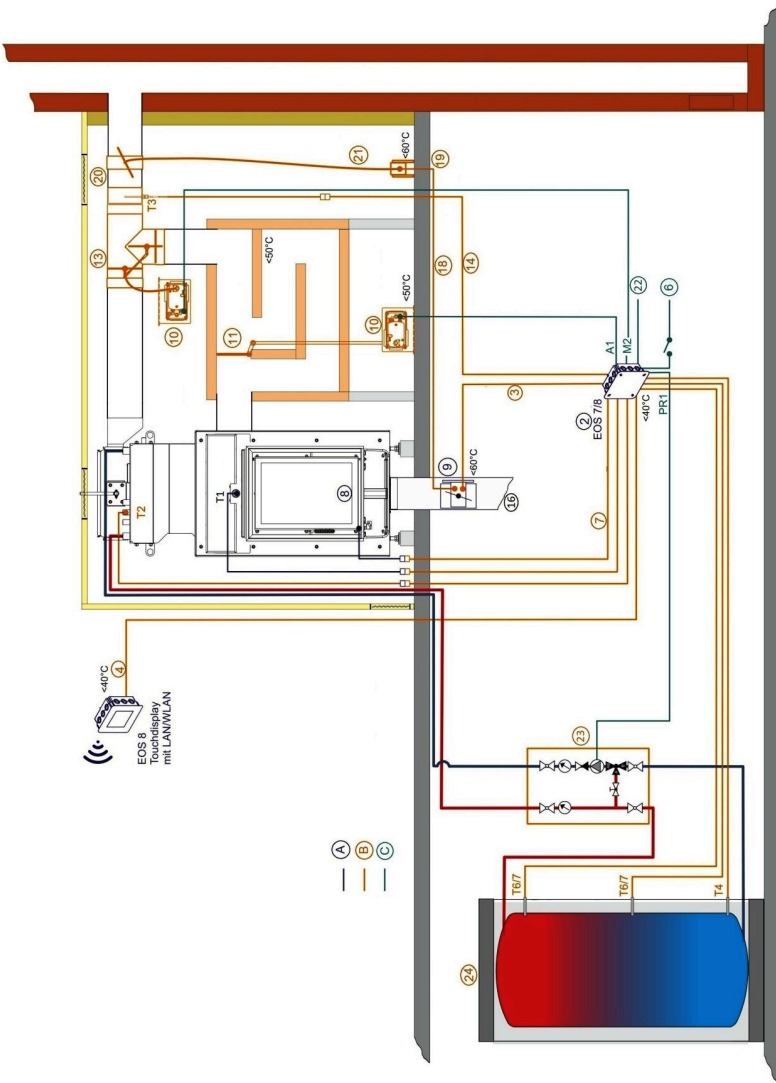 20
21
<60°C
19
13
T3
10
11
<50°C
10
<50°C
18
14
A1
M2
22
6
3
2
EOS 7/8
<40°C
PR1
T2
T1
8
9
<60°C
16
7
<40°C
4
EOS 8
Touchdisplay
mit LAN/WLAN
A
B
C
23
T6/7
T6/7
T4
24